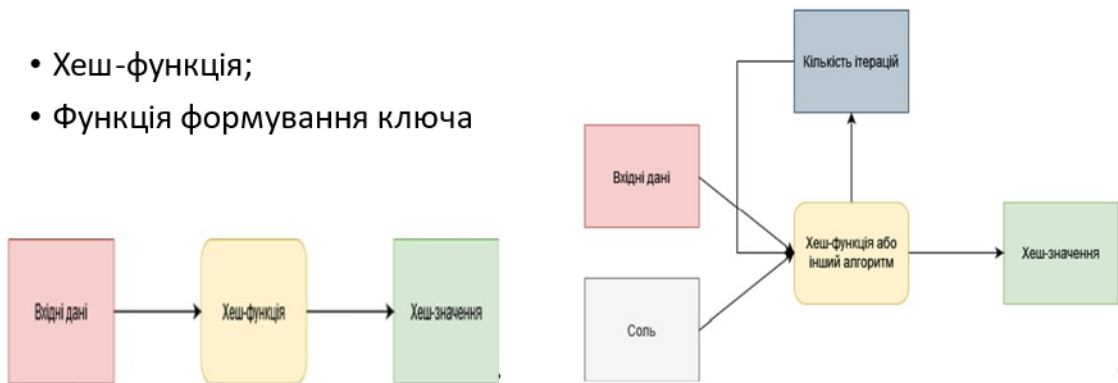 • Хеш-функція;
• Функція формування ключа
Вхідні дані
Хеш-функція
Хеш-значення
Кількість ітерацій
Вхідні дані
Соль
Хеш-функція або
інший алгоритм
Хеш-значення